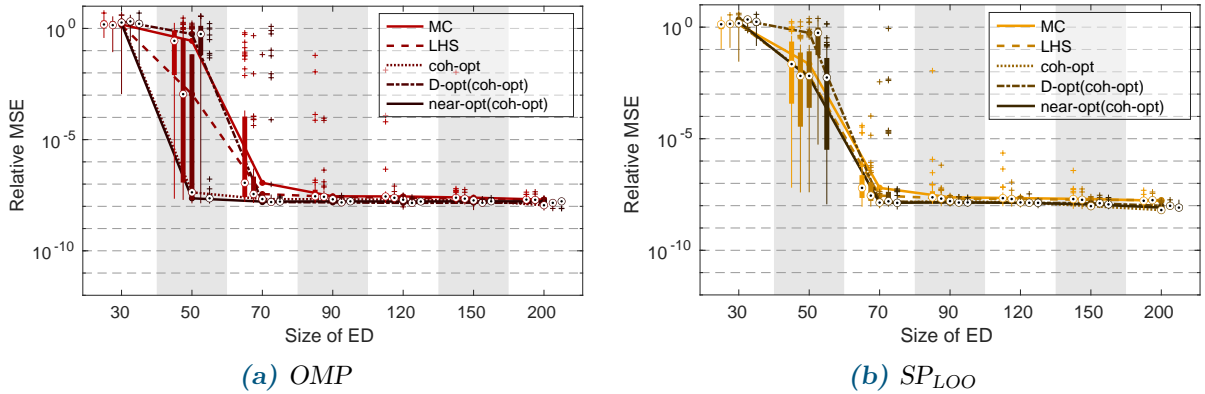 10^0
10^-5
10^-10
Relative MSE
MC
LHS
coh-opt
D-opt(coh-opt)
near-opt(coh-opt)
30 50 70 90 120 150 200
Size of ED
(a) OMP
10^0
10^-5
10^-10
Relative MSE
MC
LHS
coh-opt
D-opt(coh-opt)
near-opt(coh-opt)
30 50 70 90 120 150 200
Size of ED
(b) SP_LOO